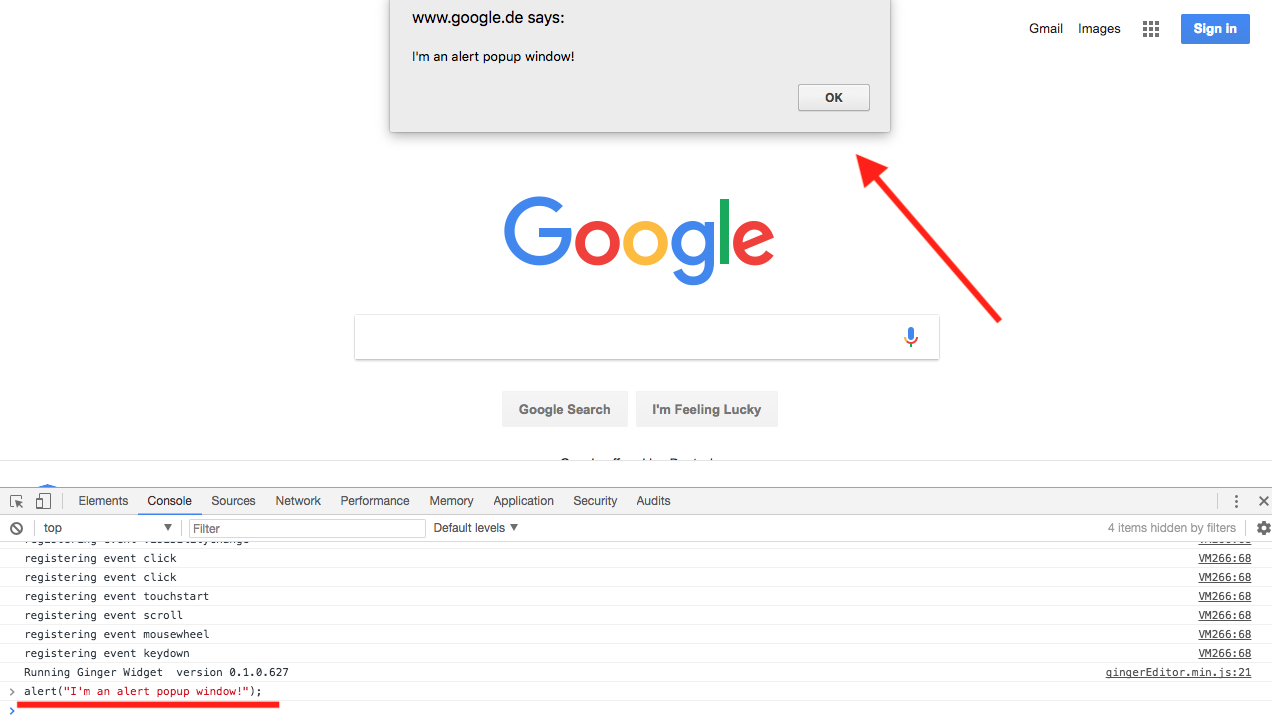 www.google.de says:
I'm an alert popup window!
OK
Gmail Images Sign in
Google
Google Search I'm Feeling Lucky
Elements Console Sources Network Performance Memory Application Security Audits
top Filter Default levels 4 items hidden by filters
VM266:68
registering event click VM266:68
registering event click VM266:68
registering event touchstart VM266:68
registering event scroll VM266:68
registering event mousewheel VM266:68
registering event keydown VM266:68
Running Ginger Widget  version 0.1.0.627 gingerEditor.min.js:21
> alert("I'm an alert popup window!");
>